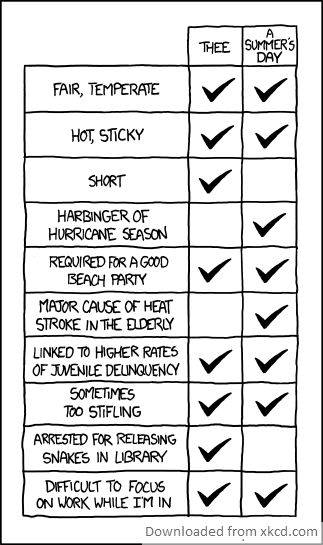 THEE
A
SUMMER'S
DAY
FAIR, TEMPERATE
HOT, STICKY
SHORT
HARBINGER OF
HURRICANE SEASON
REQUIRED FOR A GOOD
BEACH PARTY
MAJOR CAUSE OF HEAT
STROKE IN THE ELDERLY
LINKED TO HIGHER RATES
OF JUVENILE DELINQUENCY
SOMETIMES
TOO STIFLING
ARRESTED FOR RELEASING
SNAKES IN LIBRARY
DIFFICULT TO FOCUS
ON WORK WHILE I'M IN
Downloaded from xkcd.com